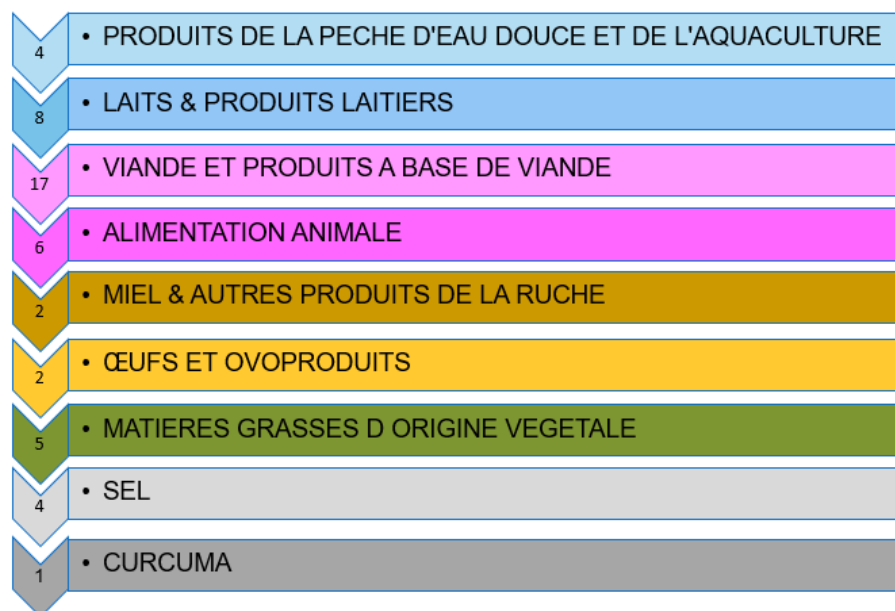 4 • PRODUITS DE LA PECHE D'EAU DOUCE ET DE L'AQUACULTURE
8 • LAITS & PRODUITS LAITIERS
17 • VIANDE ET PRODUITS A BASE DE VIANDE
6 • ALIMENTATION ANIMALE
2 • MIEL & AUTRES PRODUITS DE LA RUCHE
2 • ŒUFS ET OVOPRODUITS
5 • MATIERES GRASSES D ORIGINE VEGETALE
4 • SEL
1 • CURCUMA